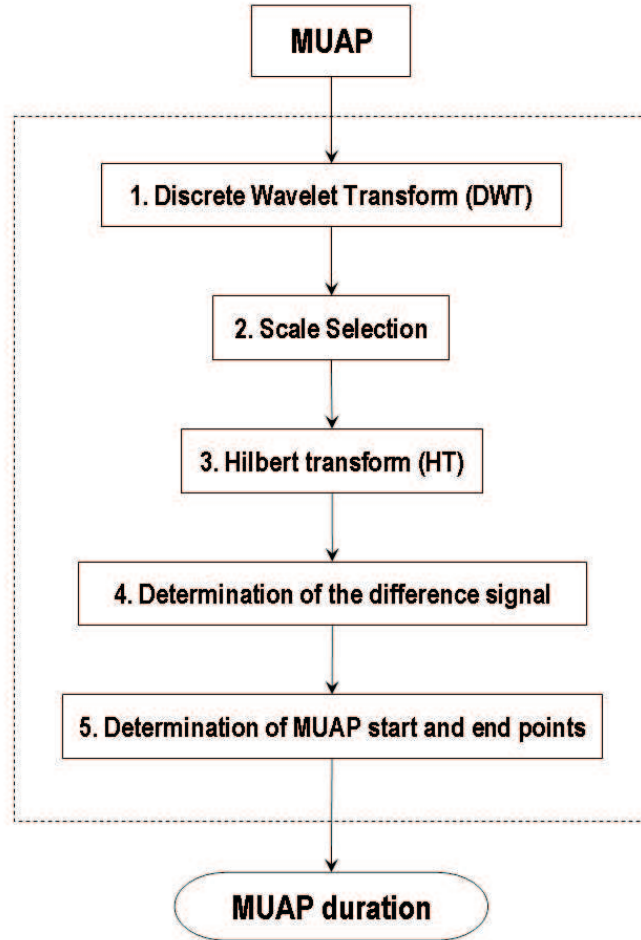 MUAP
1. Discrete Wavelet Transform (DWT)
2. Scale Selection
3. Hilbert transform (HT)
4. Determination of the difference signal
5. Determination of MUAP start and end points
MUAP duration